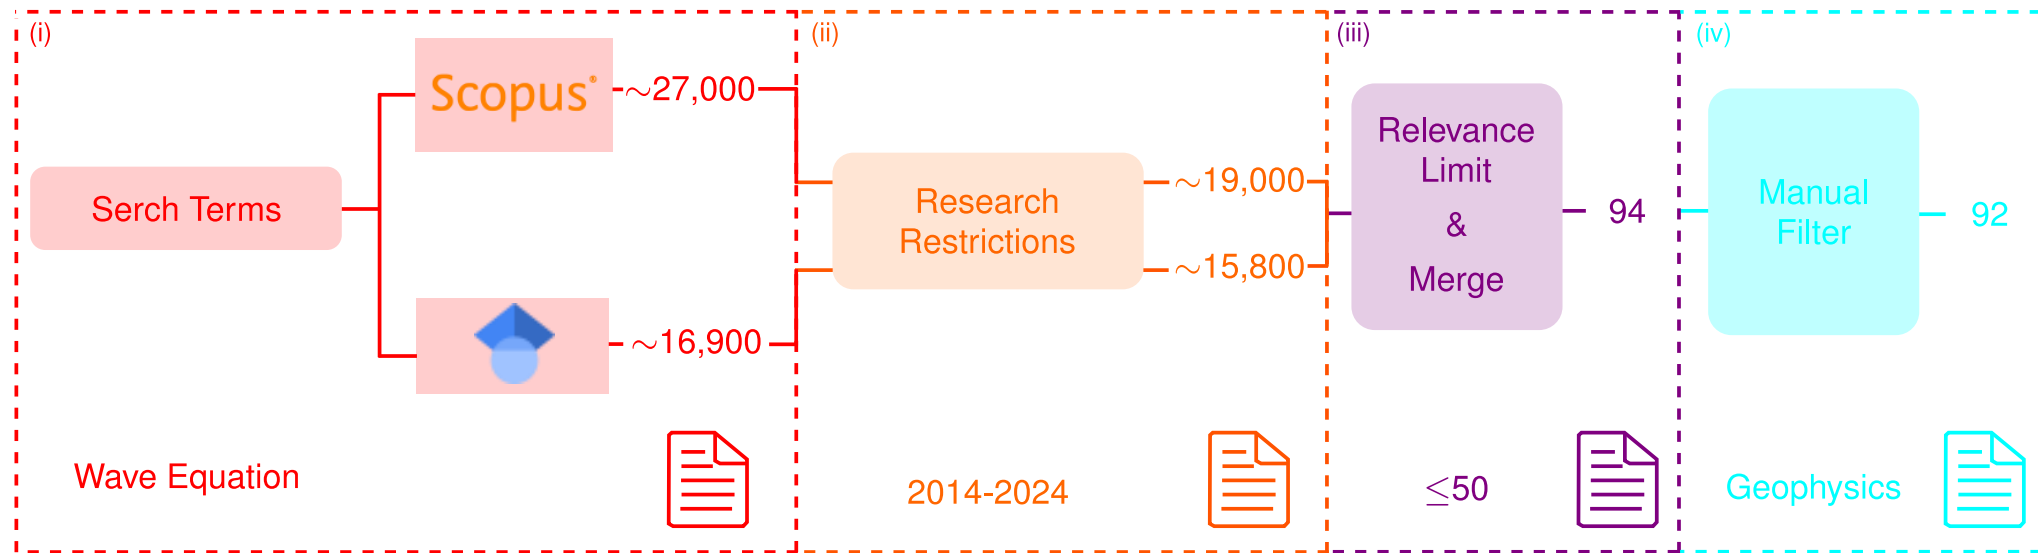 (i)
Serch Terms
Scopus®
~27,000
~16,900
Wave Equation
(ii)
Research
Restrictions
~19,000
~15,800
2014-2024
(iii)
Relevance
Limit
&
Merge
94
≤50
(iv)
Manual
Filter
92
Geophysics